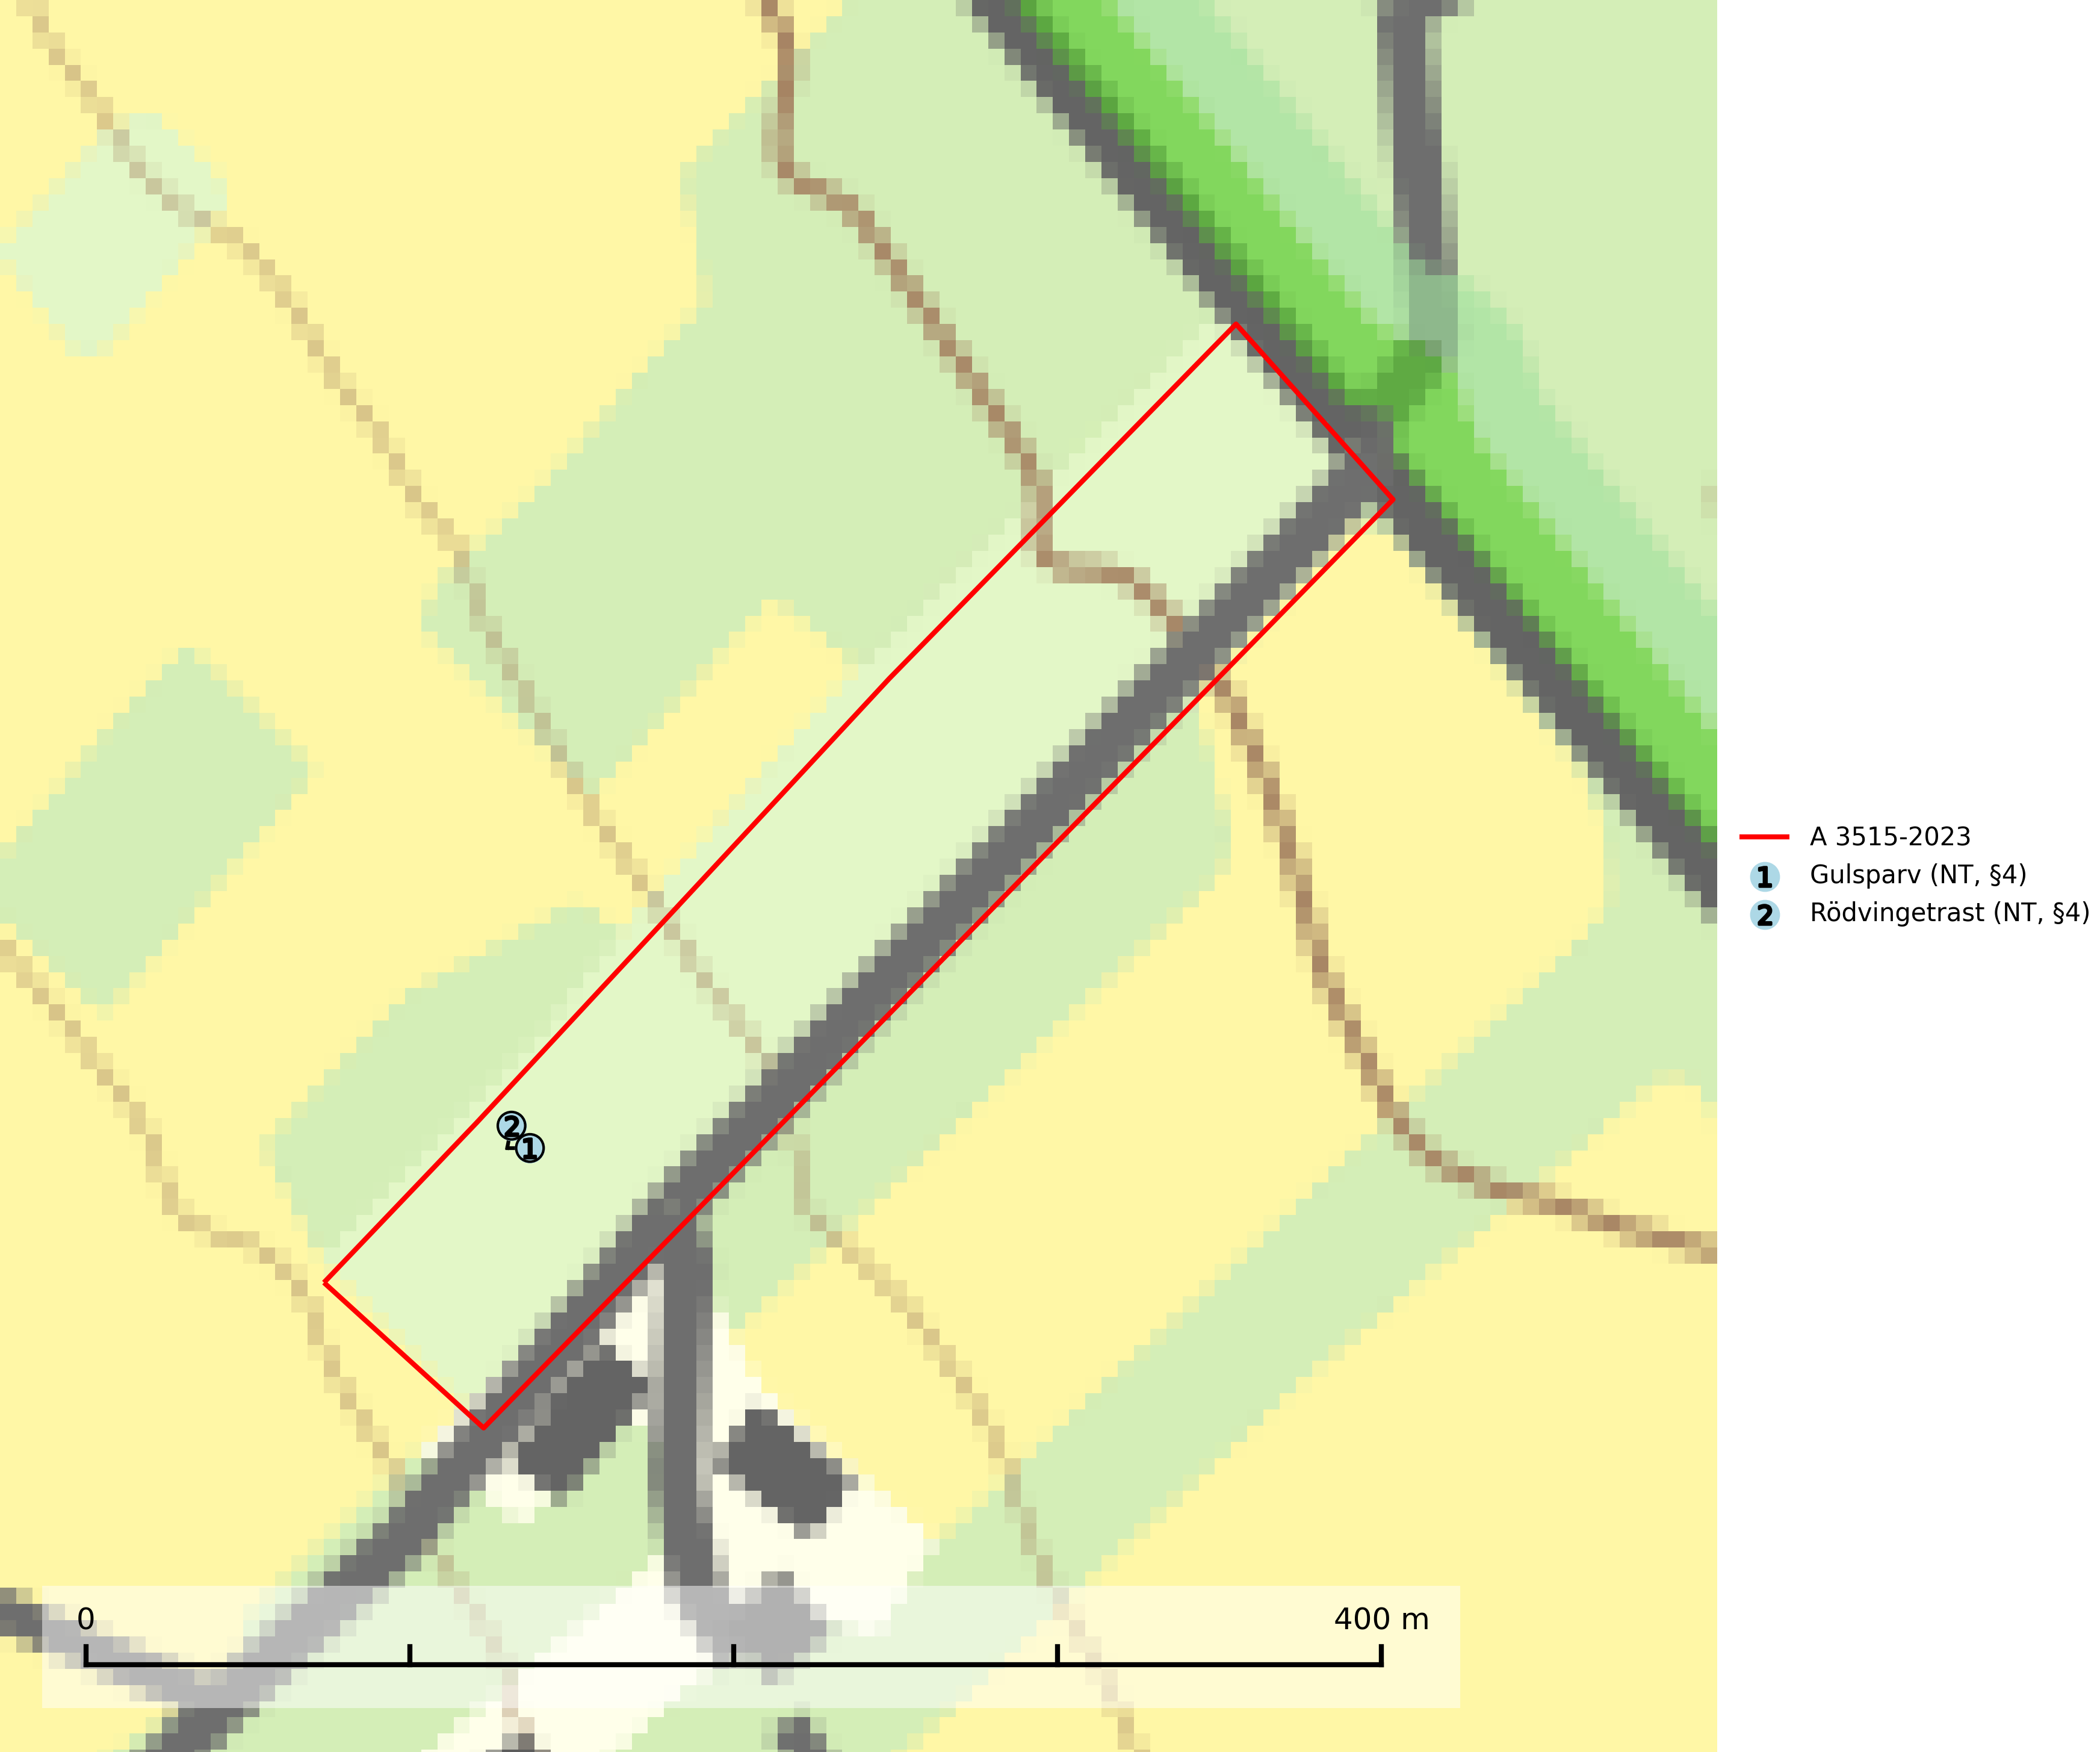 A 3515-2023
1 Gulsparv (NT, §4)
2 Rödvingetrast (NT, §4)
2
1
0 400 m